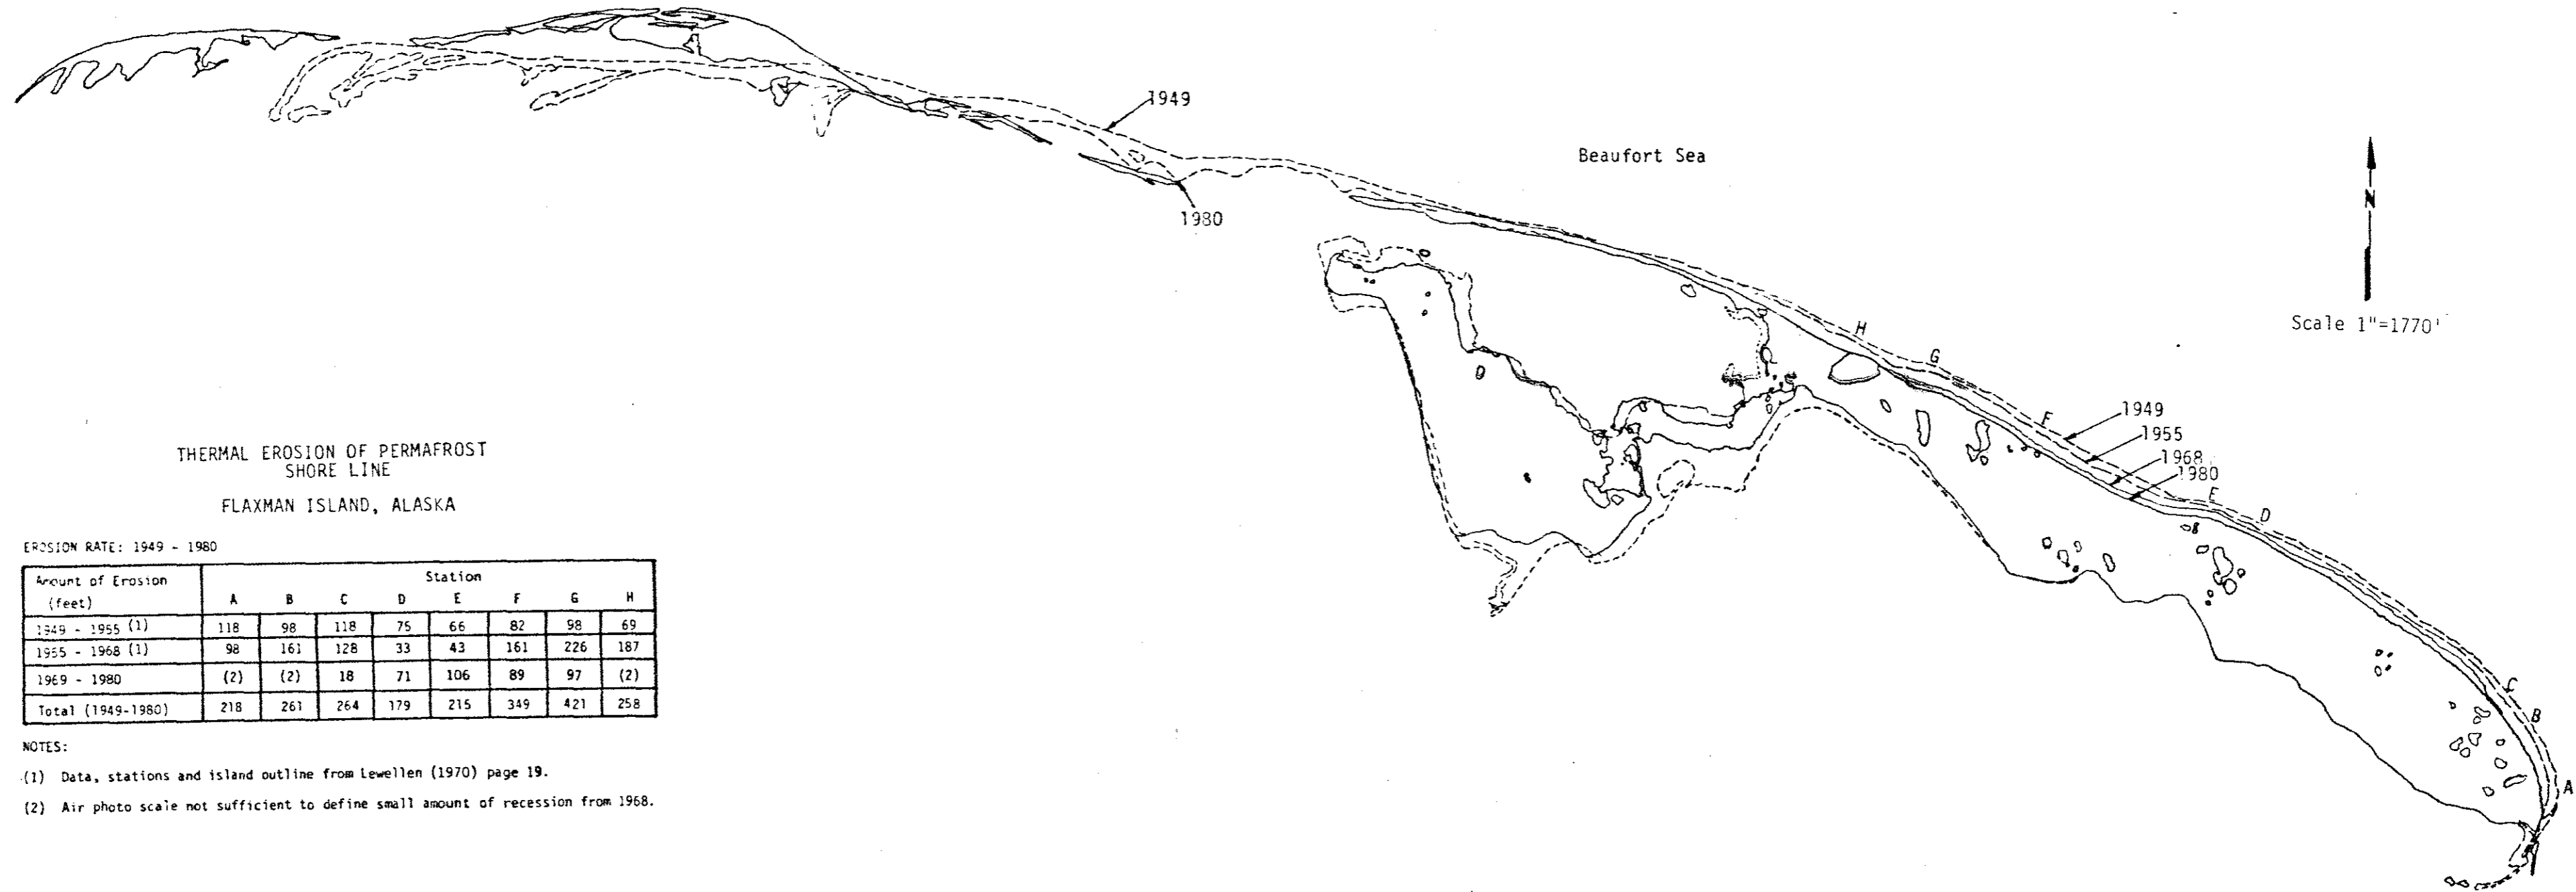 1949
Beaufort Sea
1980
N
Scale 1"=1770'
H
G
F
1949
1955
1968
1980
E
D
C
B
A
THERMAL EROSION OF PERMAFROST
SHORE LINE
FLAXMAN ISLAND, ALASKA
EROSION RATE: 1949 - 1980
Amount of Erosion (feet) Station
A B C D E F G H
1949 - 1955 (1) 118 98 118 75 66 82 98 69
1955 - 1968 (1) 98 161 128 33 43 161 226 187
1969 - 1980 (2) (2) 18 71 106 89 97 (2)
Total (1949-1980) 218 261 264 179 215 349 421 258
NOTES:
(1) Data, stations and island outline from Lewellen (1970) page 19.
(2) Air photo scale not sufficient to define small amount of recession from 1968.